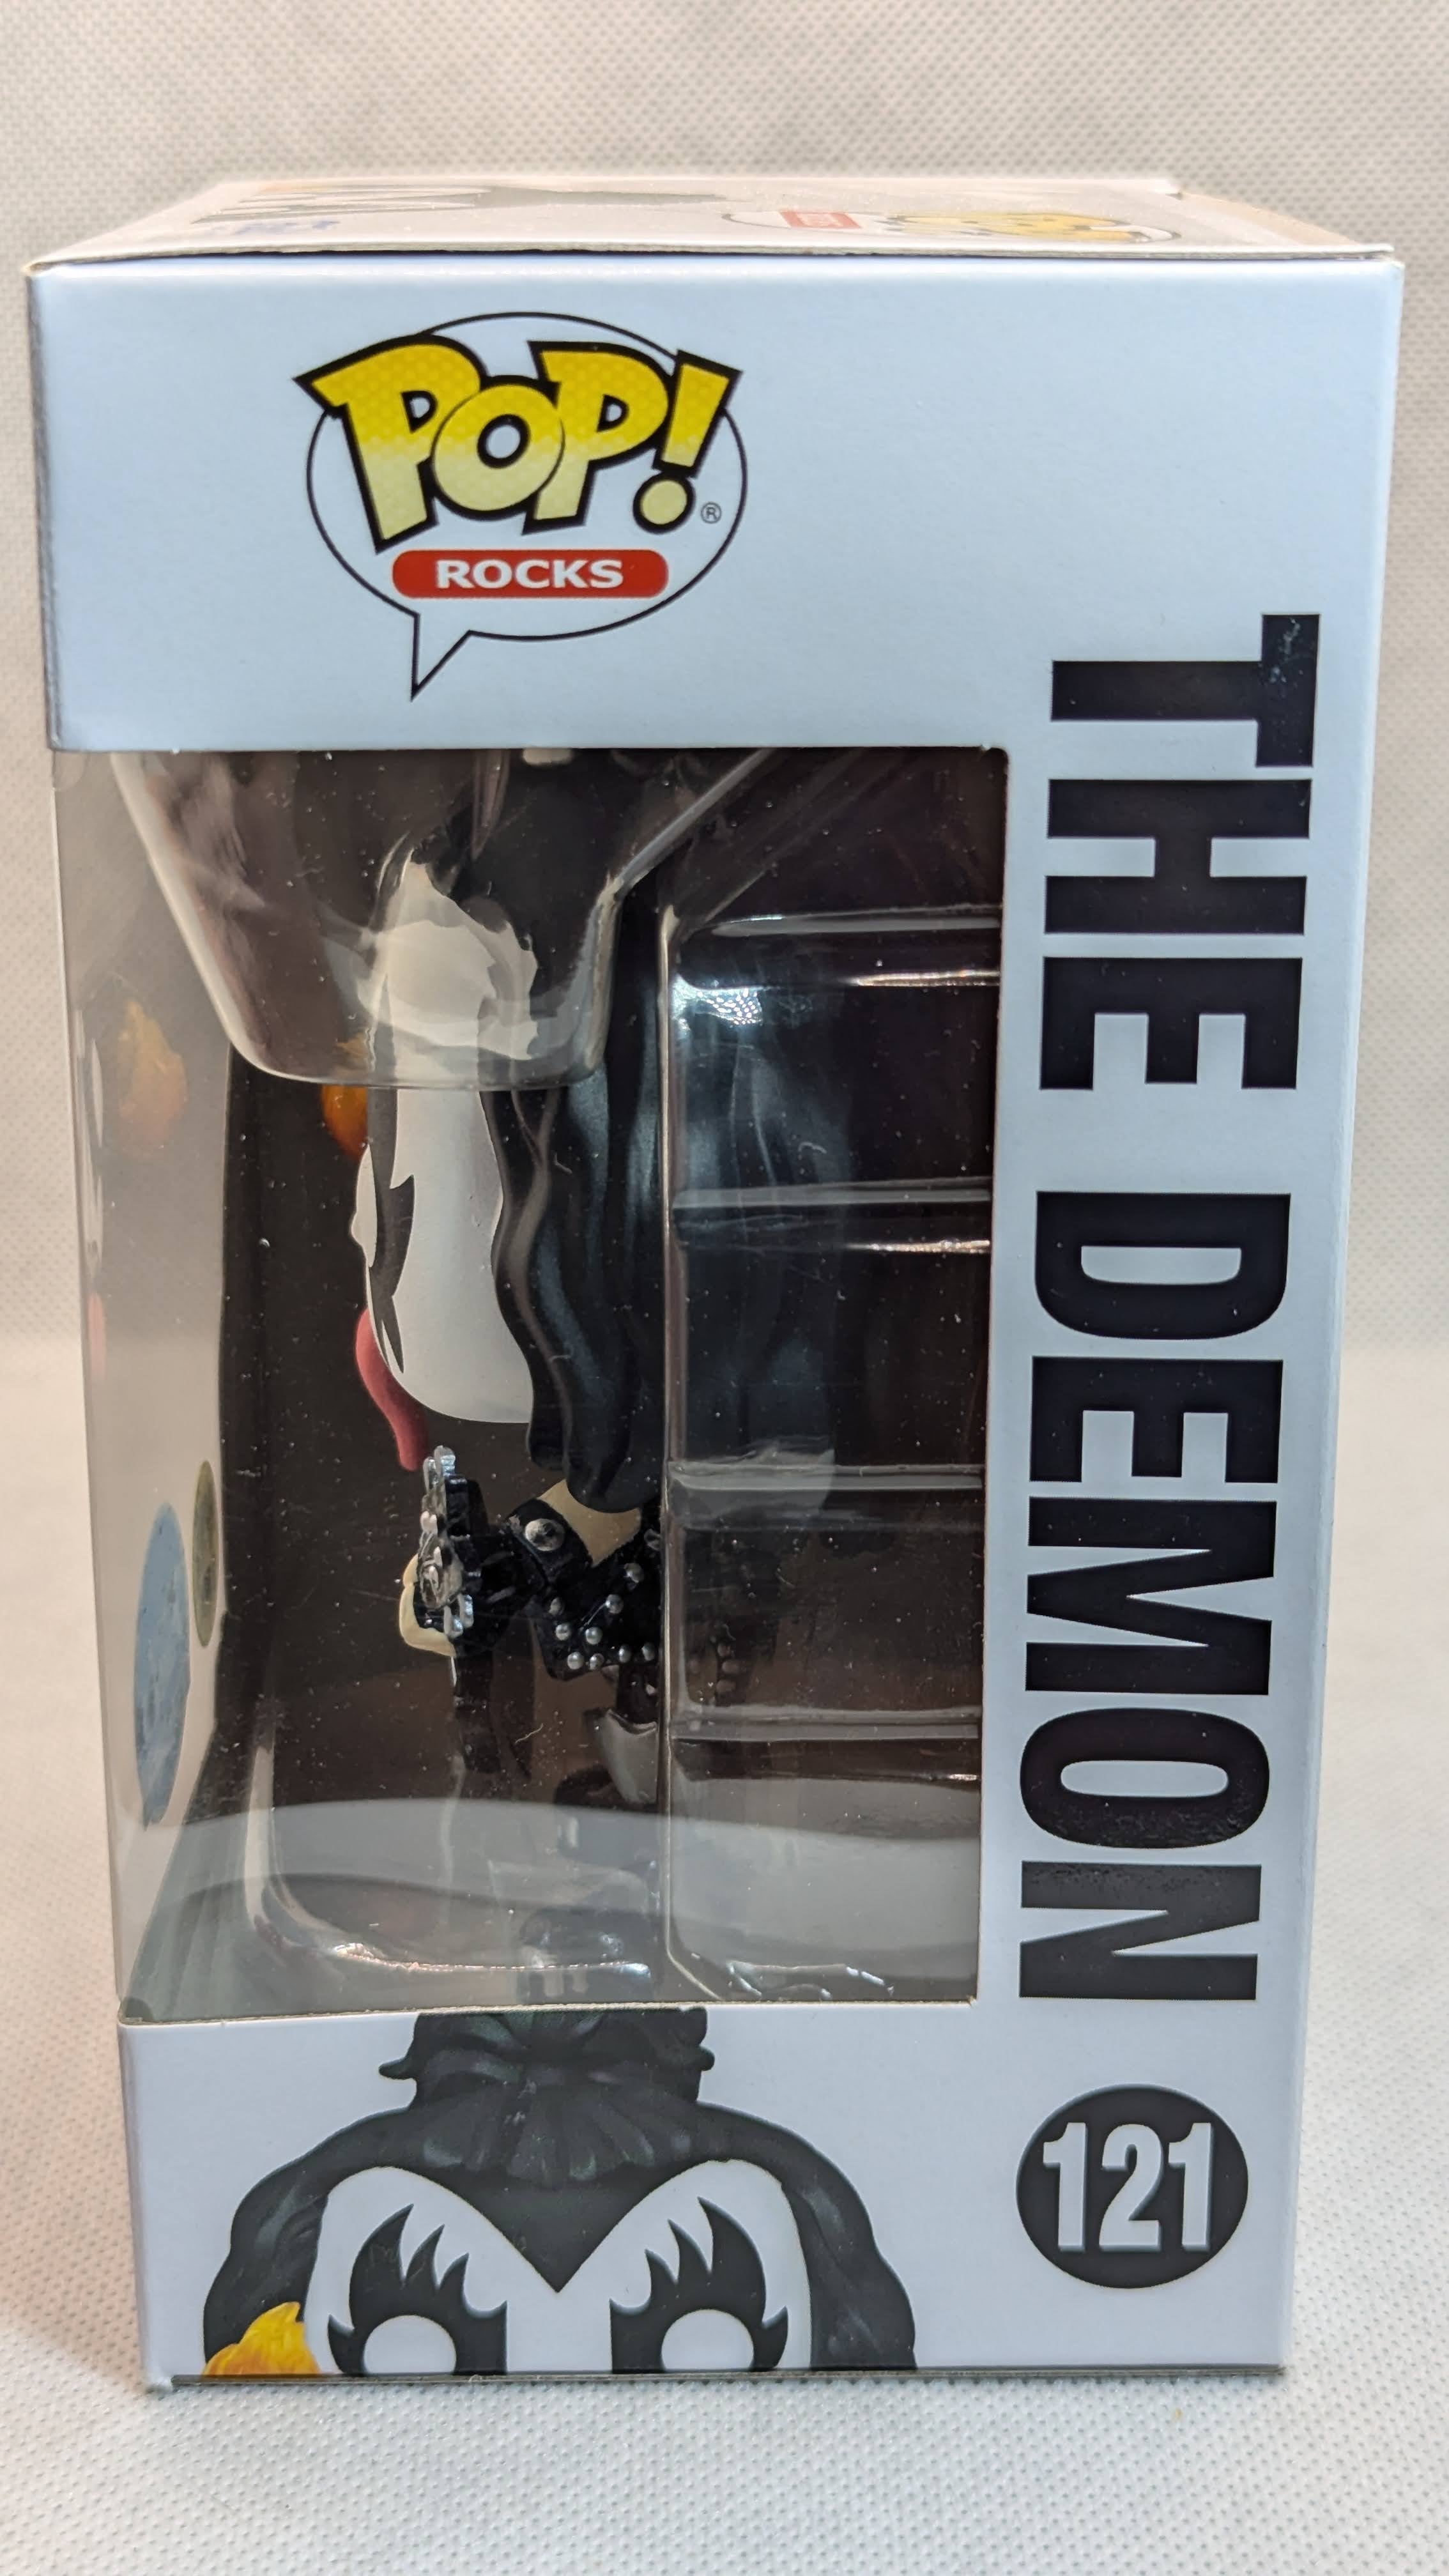 POP!®
ROCKS
THE DEMON
121